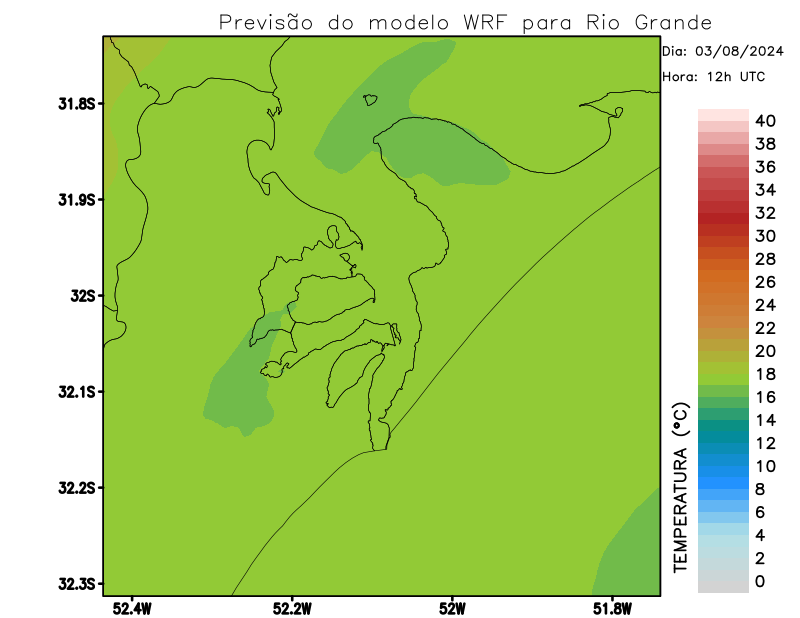 Previsão do modelo WRF para Rio Grande
Dia: 03/08/2024
Hora: 12h UTC
31.8S
31.9S
32S
32.1S
32.2S
32.3S
52.4W
52.2W
52W
51.8W
40
38
36
34
32
30
28
26
24
22
20
18
16
14
12
10
8
6
4
2
0
TEMPERATURA (°C)